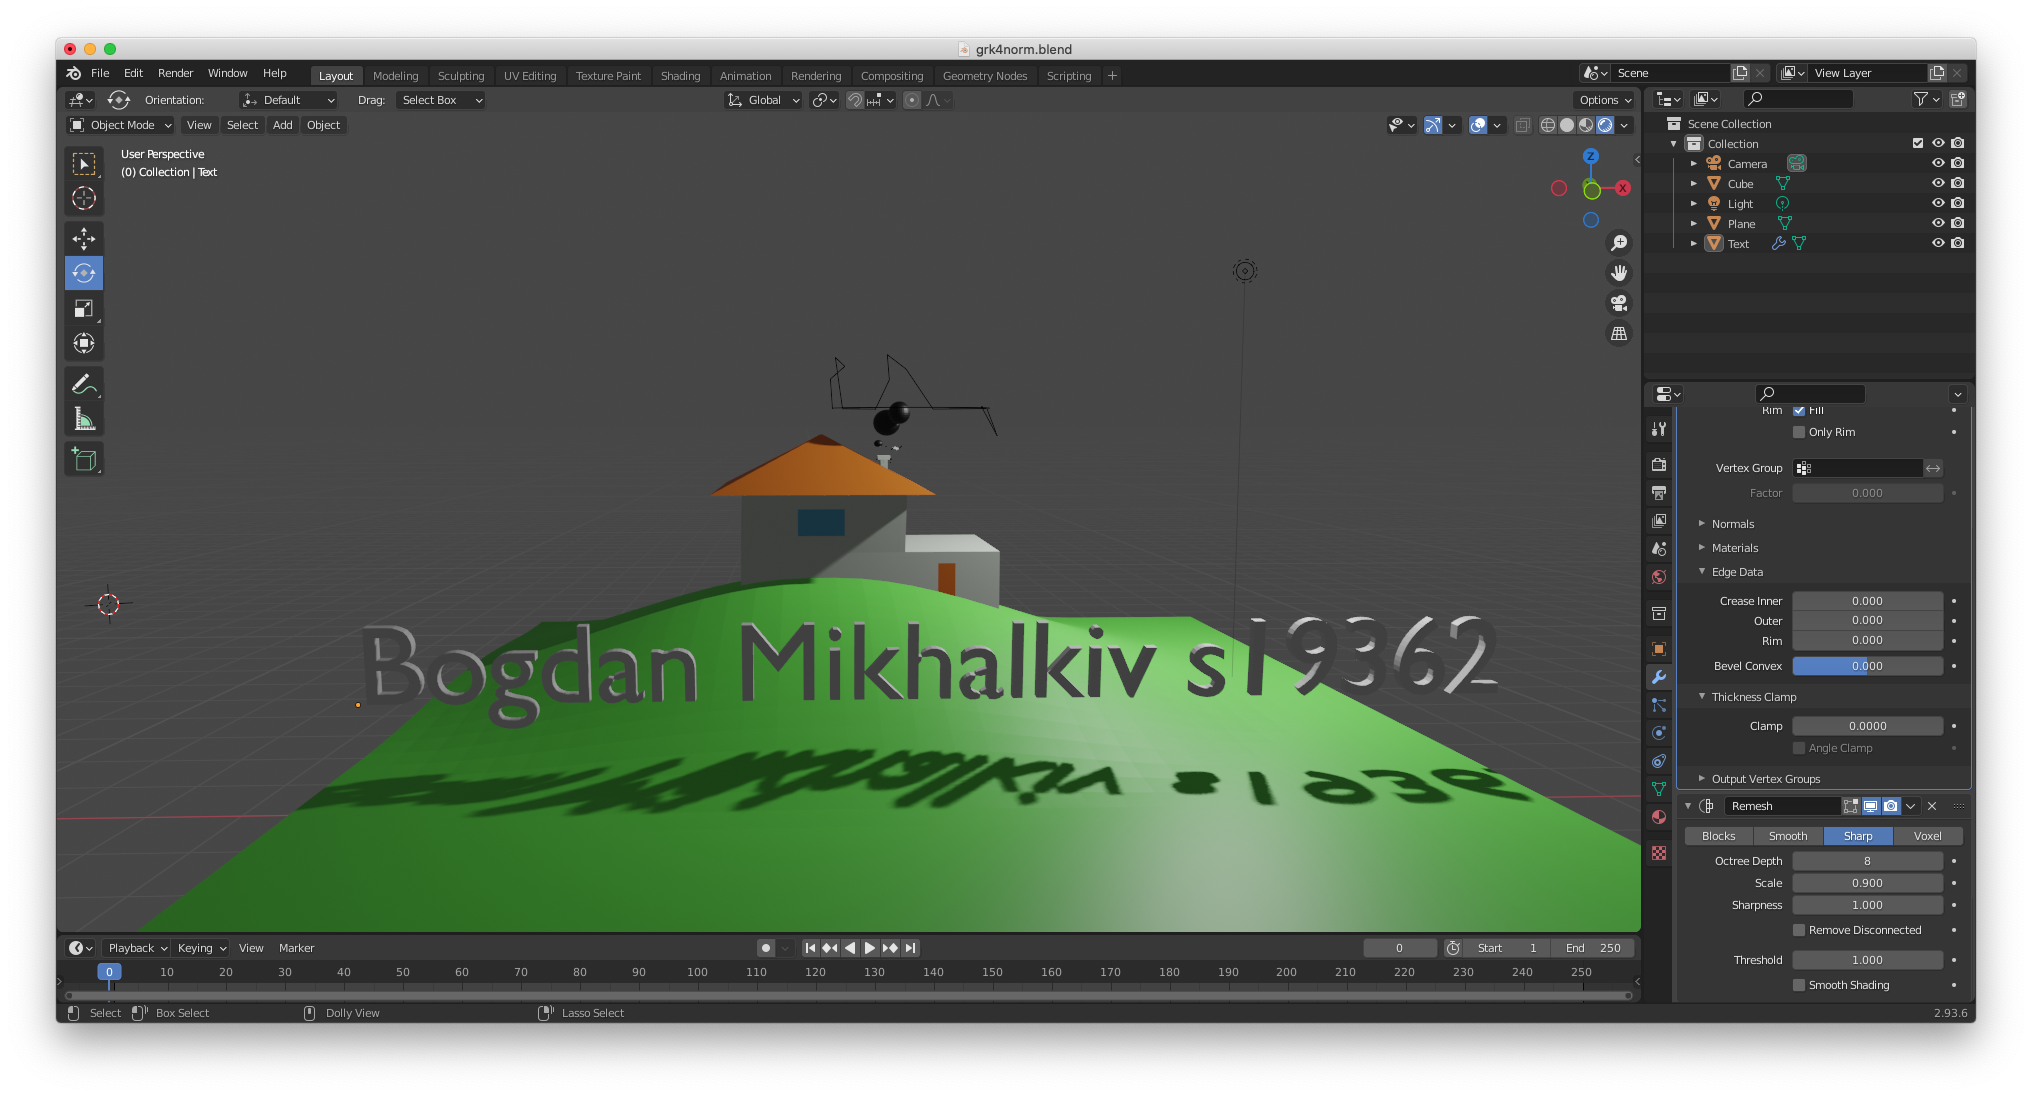 grk4norm.blend
File Edit Render Window Help Layout Modeling Sculpting UV Editing Texture Paint Shading Animation Rendering Compositing Geometry Nodes Scripting + Scene View Layer
Orientation: Default Drag: Select Box Global Options
Object Mode View Select Add Object
User Perspective
(0) Collection | Text
Z
X
Bogdan Mikhalkiv s19362
Scene Collection
Collection
Camera
Cube
Light
Plane
Text
Rim Fill
Only Rim
Vertex Group
Factor 0.000
Normals
Materials
Edge Data
Crease Inner 0.000
Outer 0.000
Rim 0.000
Bevel Convex 0.000
Thickness Clamp
Clamp 0.0000
Angle Clamp
Output Vertex Groups
Remesh
Blocks Smooth Sharp Voxel
Octree Depth 8
Scale 0.900
Sharpness 1.000
Remove Disconnected
Threshold 1.000
Smooth Shading
Playback Keying View Marker 0 Start 1 End 250
0 10 20 30 40 50 60 70 80 90 100 110 120 130 140 150 160 170 180 190 200 210 220 230 240 250
Select Box Select Dolly View Lasso Select 2.93.6